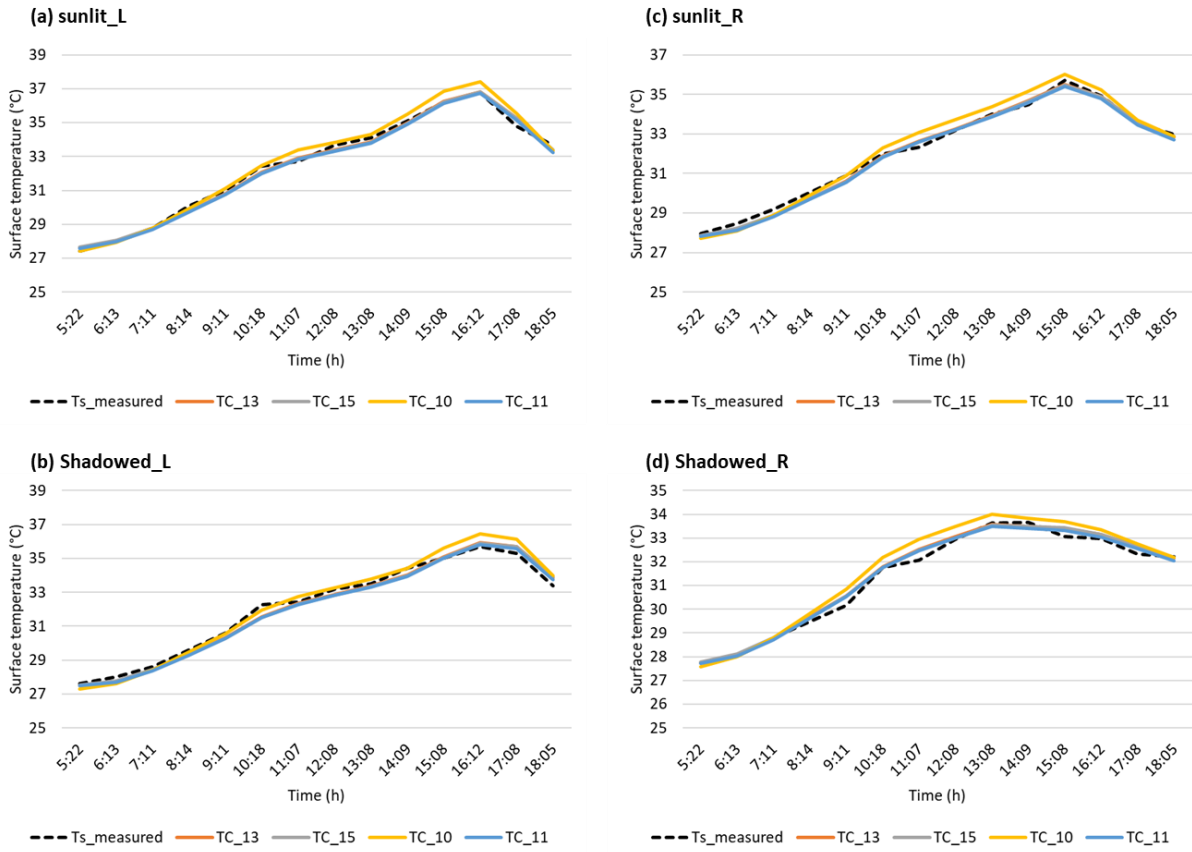 (a) sunlit_L
Surface temperature (°C)
39
37
35
33
31
29
27
25
5:22 6:13 7:11 8:14 9:11 10:18 11:07 12:08 13:08 14:09 15:08 16:12 17:08 18:05
Time (h)
Ts_measured TC_13 TC_15 TC_10 TC_11
(c) sunlit_R
Surface temperature (°C)
37
35
33
31
29
27
25
5:22 6:13 7:11 8:14 9:11 10:18 11:07 12:08 13:08 14:09 15:08 16:12 17:08 18:05
Time (h)
Ts_measured TC_13 TC_15 TC_10 TC_11
(b) Shadowed_L
Surface temperature (°C)
39
37
35
33
31
29
27
25
5:22 6:13 7:11 8:14 9:11 10:18 11:07 12:08 13:08 14:09 15:08 16:12 17:08 18:05
Time (h)
Ts_measured TC_13 TC_15 TC_10 TC_11
(d) Shadowed_R
Surface temperature (°C)
35
34
33
32
31
30
29
28
27
26
25
5:22 6:13 7:11 8:14 9:11 10:18 11:07 12:08 13:08 14:09 15:08 16:12 17:08 18:05
Time (h)
Ts_measured TC_13 TC_15 TC_10 TC_11